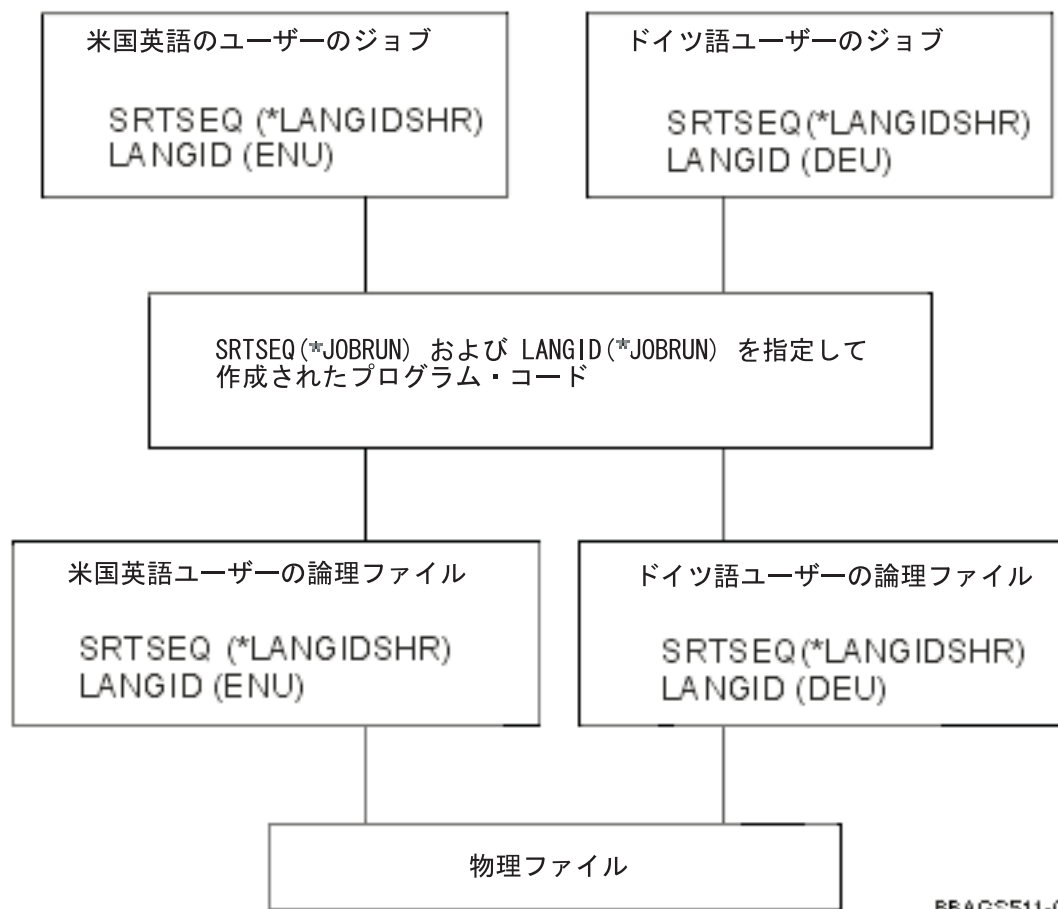 米国英語のユーザーのジョブ
SRTSEQ (*LANGIDSHR)
LANGID (ENU)
ドイツ語ユーザーのジョブ
SRTSEQ(*LANGIDSHR)
LANGID (DEU)
SRTSEQ(*JOBRUN) および LANGID(*JOBRUN) を指定して
作成されたプログラム・コード
米国英語ユーザーの論理ファイル
SRTSEQ (*LANGIDSHR)
LANGID (ENU)
ドイツ語ユーザーの論理ファイル
SRTSEQ(*LANGIDSHR)
LANGID (DEU)
物理ファイル